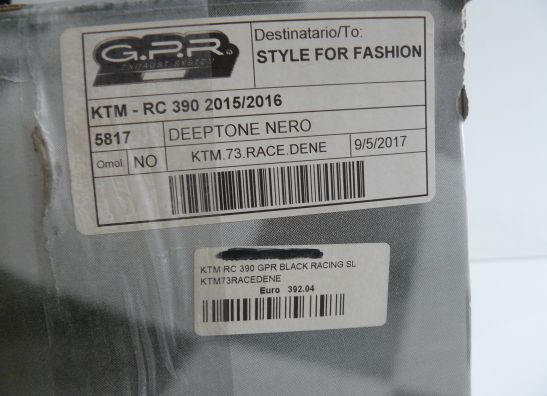 G.P.R.®
EXHAUST SYSTEM
Destinatario/To:
STYLE FOR FASHION
KTM - RC 390 2015/2016
5817 DEEPTONE NERO
Omol. NO KTM.73.RACE.DENE 9/5/2017
KTM RC 390 GPR BLACK RACING SL
KTM73RACEDENE
Euro 392.04